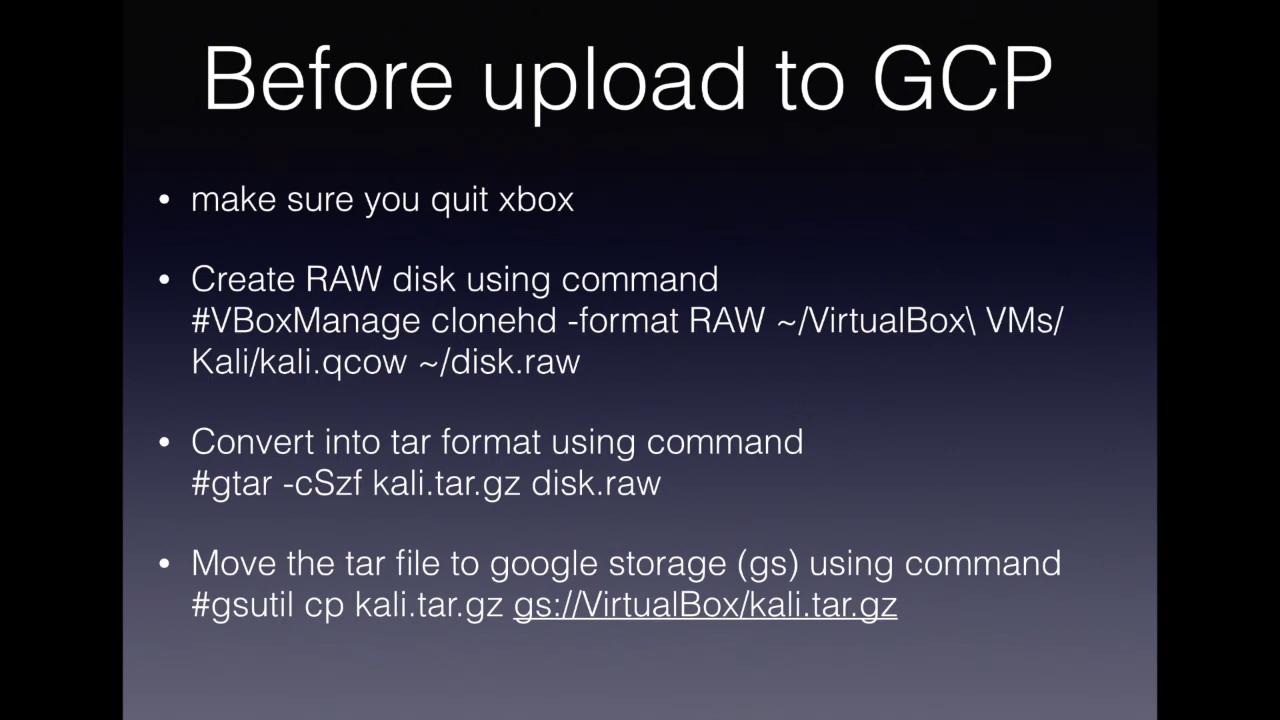 Before upload to GCP
• make sure you quit xbox
• Create RAW disk using command
#VBoxManage clonehd -format RAW ~/VirtualBox\ VMs/
Kali/kali.qcow ~/disk.raw
• Convert into tar format using command
#gtar -cSzf kali.tar.gz disk.raw
• Move the tar file to google storage (gs) using command
#gsutil cp kali.tar.gz gs://VirtualBox/kali.tar.gz